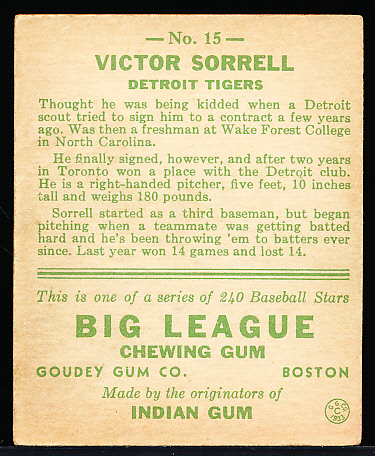 — No. 15 —
VICTOR SORRELL
DETROIT TIGERS
Thought he was being kidded when a Detroit
scout tried to sign him to a contract a few years
ago. Was then a freshman at Wake Forest College
in North Carolina.
He finally signed, however, and after two years
in Toronto won a place with the Detroit club.
He is a right-handed pitcher, five feet, 10 inches
tall and weighs 180 pounds.
Sorrell started as a third baseman, but began
pitching when a teammate was getting batted
hard and he's been throwing 'em to batters ever
since. Last year won 14 games and lost 14.
This is one of a series of 240 Baseball Stars
BIG LEAGUE
CHEWING GUM
GOUDEY GUM CO. BOSTON
Made by the originators of
INDIAN GUM
G. G. CO.
C
1933